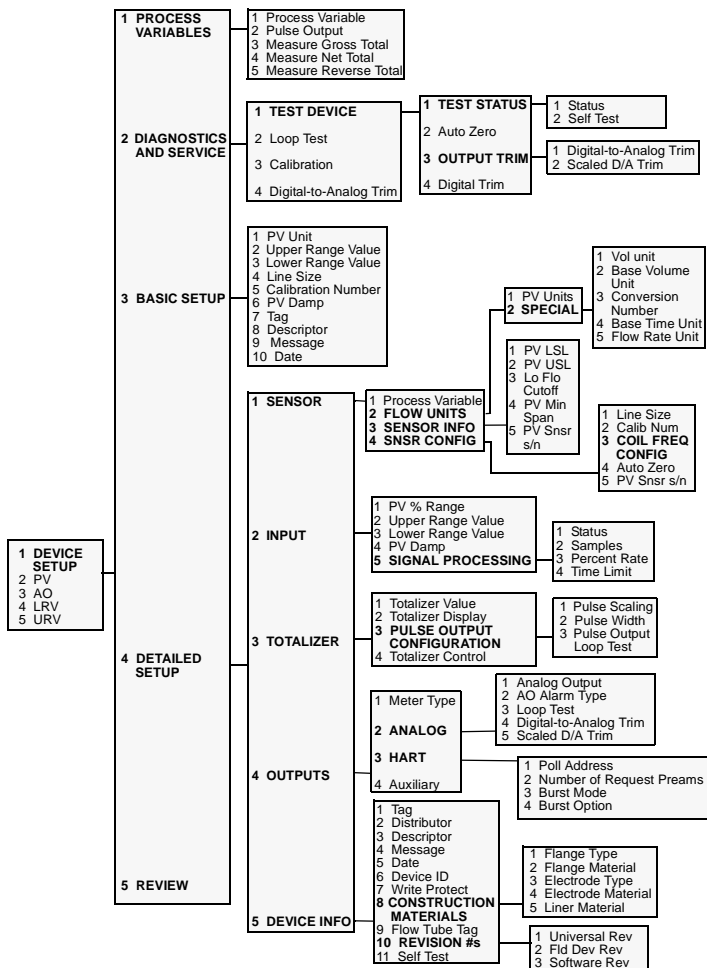 1 DEVICE
SETUP
2 PV
3 AO
4 LRV
5 URV
1 PROCESS
VARIABLES
2 DIAGNOSTICS
AND SERVICE
3 BASIC SETUP
4 DETAILED
SETUP
5 REVIEW
1 Process Variable
2 Pulse Output
3 Measure Gross Total
4 Measure Net Total
5 Measure Reverse Total
1 TEST DEVICE
2 Loop Test
3 Calibration
4 Digital-to-Analog Trim
1 TEST STATUS
2 Auto Zero
3 OUTPUT TRIM
4 Digital Trim
1 Status
2 Self Test
1 Digital-to-Analog Trim
2 Scaled D/A Trim
1 PV Unit
2 Upper Range Value
3 Lower Range Value
4 Line Size
5 Calibration Number
6 PV Damp
7 Tag
8 Descriptor
9 Message
10 Date
1 SENSOR
2 INPUT
3 TOTALIZER
4 OUTPUTS
5 DEVICE INFO
1 Process Variable
2 FLOW UNITS
3 SENSOR INFO
4 SNSR CONFIG
1 PV Units
2 SPECIAL
1 Vol unit
2 Base Volume
Unit
3 Conversion
Number
4 Base Time Unit
5 Flow Rate Unit
1 PV LSL
2 PV USL
3 Lo Flo
Cutoff
4 PV Min
Span
5 PV Snsr
s/n
1 Line Size
2 Calib Num
3 COIL FREQ
CONFIG
4 Auto Zero
5 PV Snsr s/n
1 PV % Range
2 Upper Range Value
3 Lower Range Value
4 PV Damp
5 SIGNAL PROCESSING
1 Status
2 Samples
3 Percent Rate
4 Time Limit
1 Totalizer Value
2 Totalizer Display
3 PULSE OUTPUT
CONFIGURATION
4 Totalizer Control
1 Pulse Scaling
2 Pulse Width
3 Pulse Output
Loop Test
1 Meter Type
2 ANALOG
3 HART
4 Auxiliary
1 Analog Output
2 AO Alarm Type
3 Loop Test
4 Digital-to-Analog Trim
5 Scaled D/A Trim
1 Poll Address
2 Number of Request Preams
3 Burst Mode
4 Burst Option
1 Tag
2 Distributor
3 Descriptor
4 Message
5 Date
6 Device ID
7 Write Protect
8 CONSTRUCTION
MATERIALS
9 Flow Tube Tag
10 REVISION #s
11 Self Test
1 Flange Type
2 Flange Material
3 Electrode Type
4 Electrode Material
5 Liner Material
1 Universal Rev
2 Fld Dev Rev
3 Software Rev